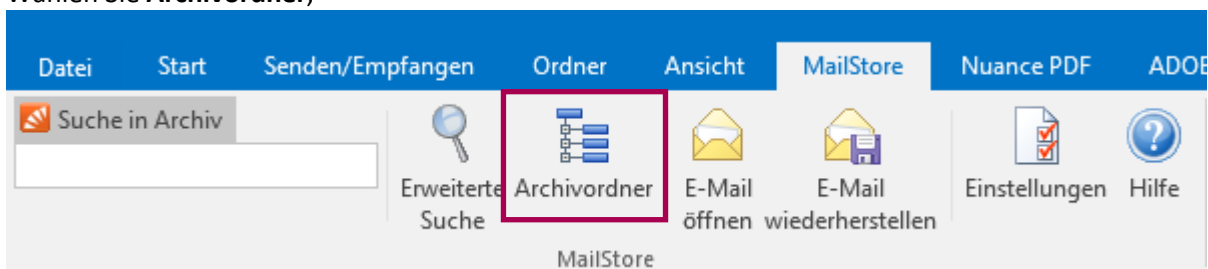 Wählen Sie Archivordner,
Datei Start Senden/Empfangen Ordner Ansicht MailStore Nuance PDF ADOB
Suche in Archiv
Erweiterte Suche
Archivordner
E-Mail öffnen
E-Mail wiederherstellen
Einstellungen
Hilfe
MailStore